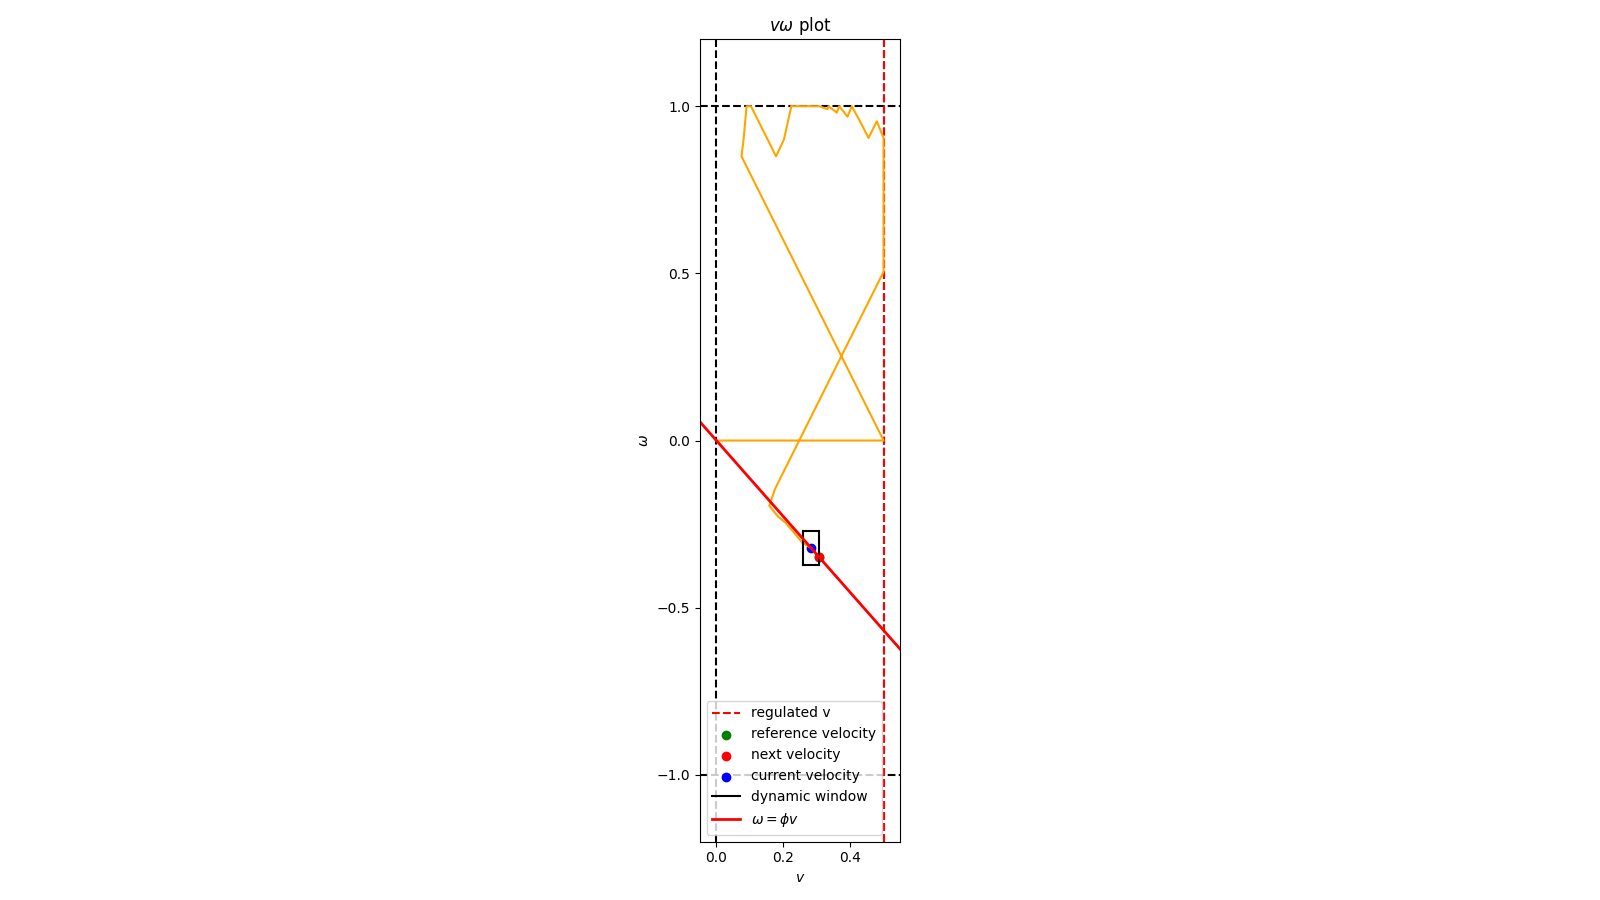 vω plot
1.0
0.5
ω
0.0
−0.5
−1.0
regulated v
reference velocity
next velocity
current velocity
dynamic window
ω = ϕv
0.0 0.2 0.4
v